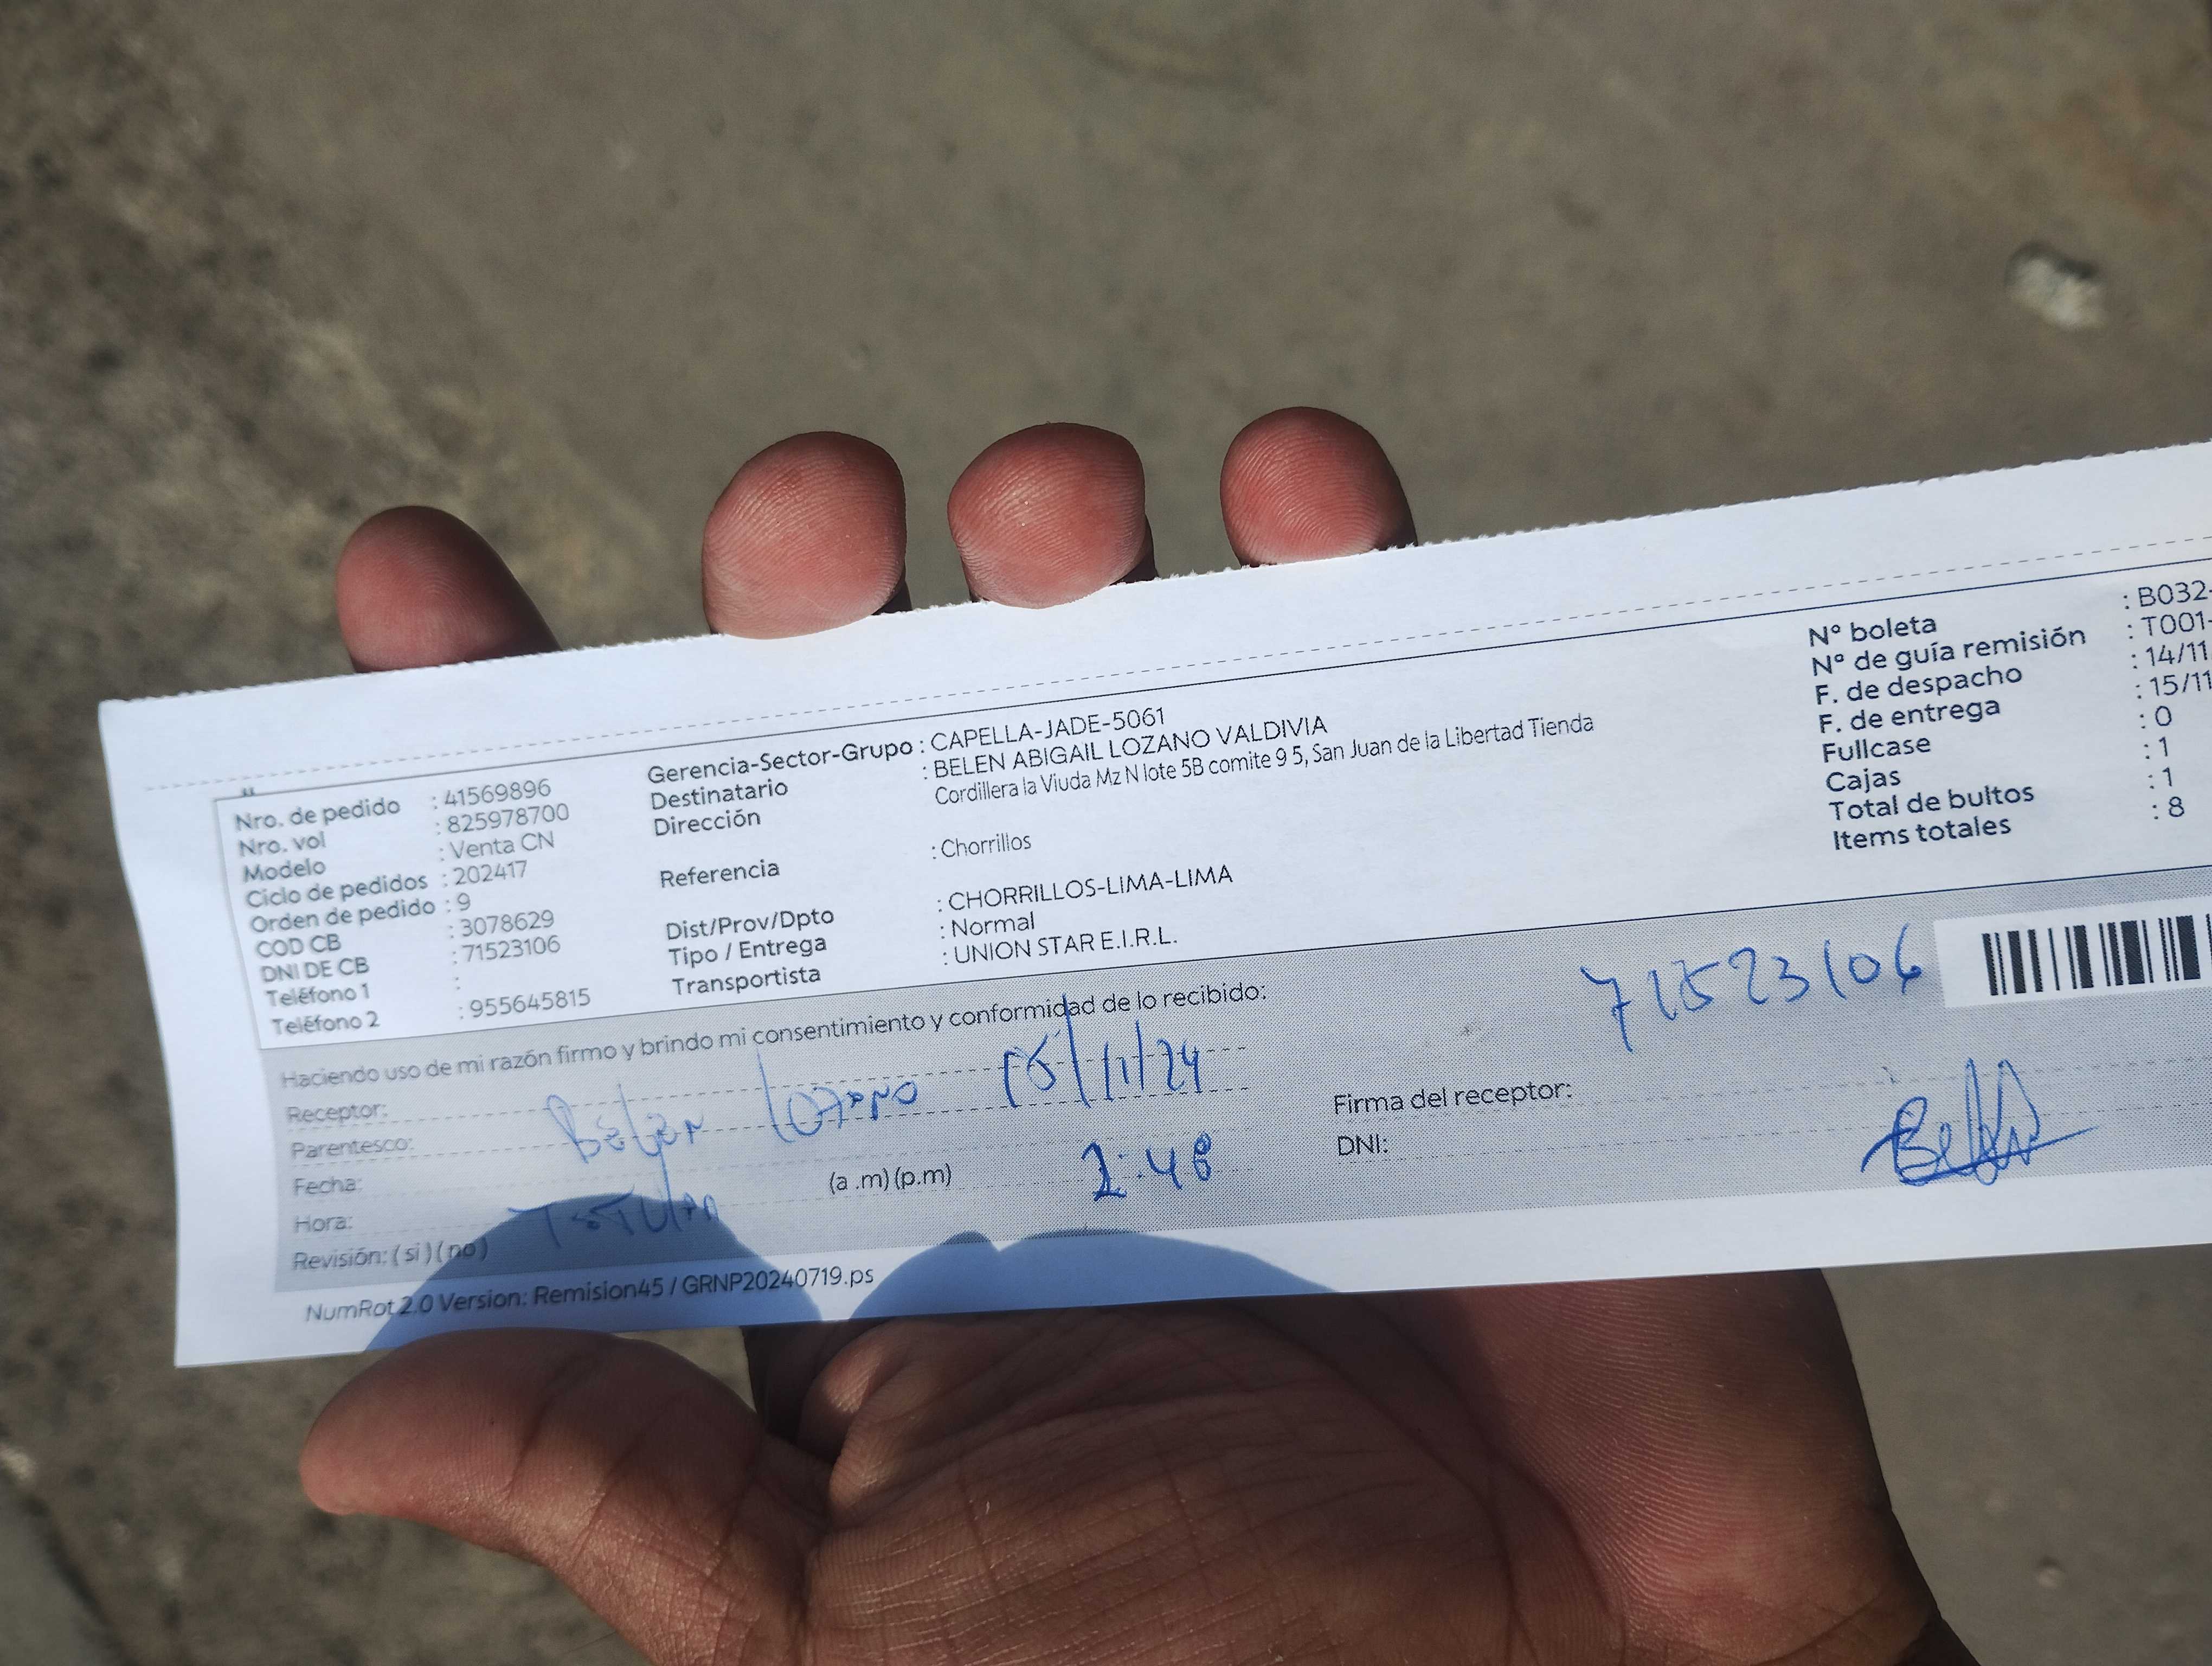 Nro. de pedido : 41569896
Nro. vol : 825978700
Modelo : Venta CN
Ciclo de pedidos : 202417
Orden de pedido : 9
COD CB : 3078629
DNI DE CB : 71523106
Teléfono 1 :
Teléfono 2 : 955645815
Gerencia-Sector-Grupo : CAPELLA-JADE-5061
Destinatario : BELEN ABIGAIL LOZANO VALDIVIA
Dirección Cordillera la Viuda Mz N lote 5B comite 9 5, San Juan de la Libertad Tienda
Referencia : Chorrillos
Dist/Prov/Dpto : CHORRILLOS-LIMA-LIMA
Tipo / Entrega : Normal
Transportista : UNION STAR E.I.R.L.
N° boleta : B032-
N° de guía remisión : T001-
F. de despacho : 14/11
F. de entrega : 15/11
Fullcase : 0
Cajas : 1
Total de bultos : 1
Items totales : 8
Haciendo uso de mi razón firmo y brindo mi consentimiento y conformidad de lo recibido:
Receptor: Belen Lozano 15/11/24
Parentesco:
Fecha:
Hora: Titular (a .m) (p.m) 2:48
Revisión: ( si ) ( no )
71523106
Firma del receptor:
DNI:
NumRot 2.0 Version: Remision45 / GRNP20240719.ps